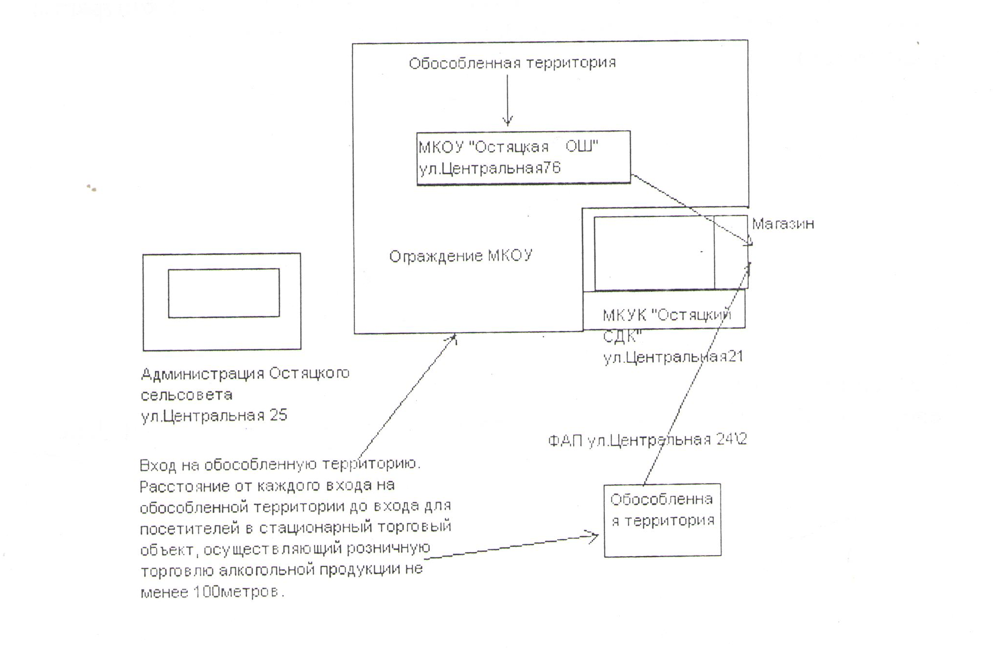 Обособленная территория
МКОУ "Остяцкая ОШ"
ул.Центральная76
Магазин
Ограждение МКОУ
МКУК "Остяцкий
СДК"
ул.Центральная21
Администрация Остяцкого
сельсовета
ул.Центральная 25
ФАП ул.Центральная 24\2
Вход на обособленную территорию.
Расстояние от каждого входа на
обособленной территории до входа для
посетителей в стационарный торговый
объект, осуществляющий розничную
торговлю алкогольной продукции не
менее 100метров.
Обособленна
я территория